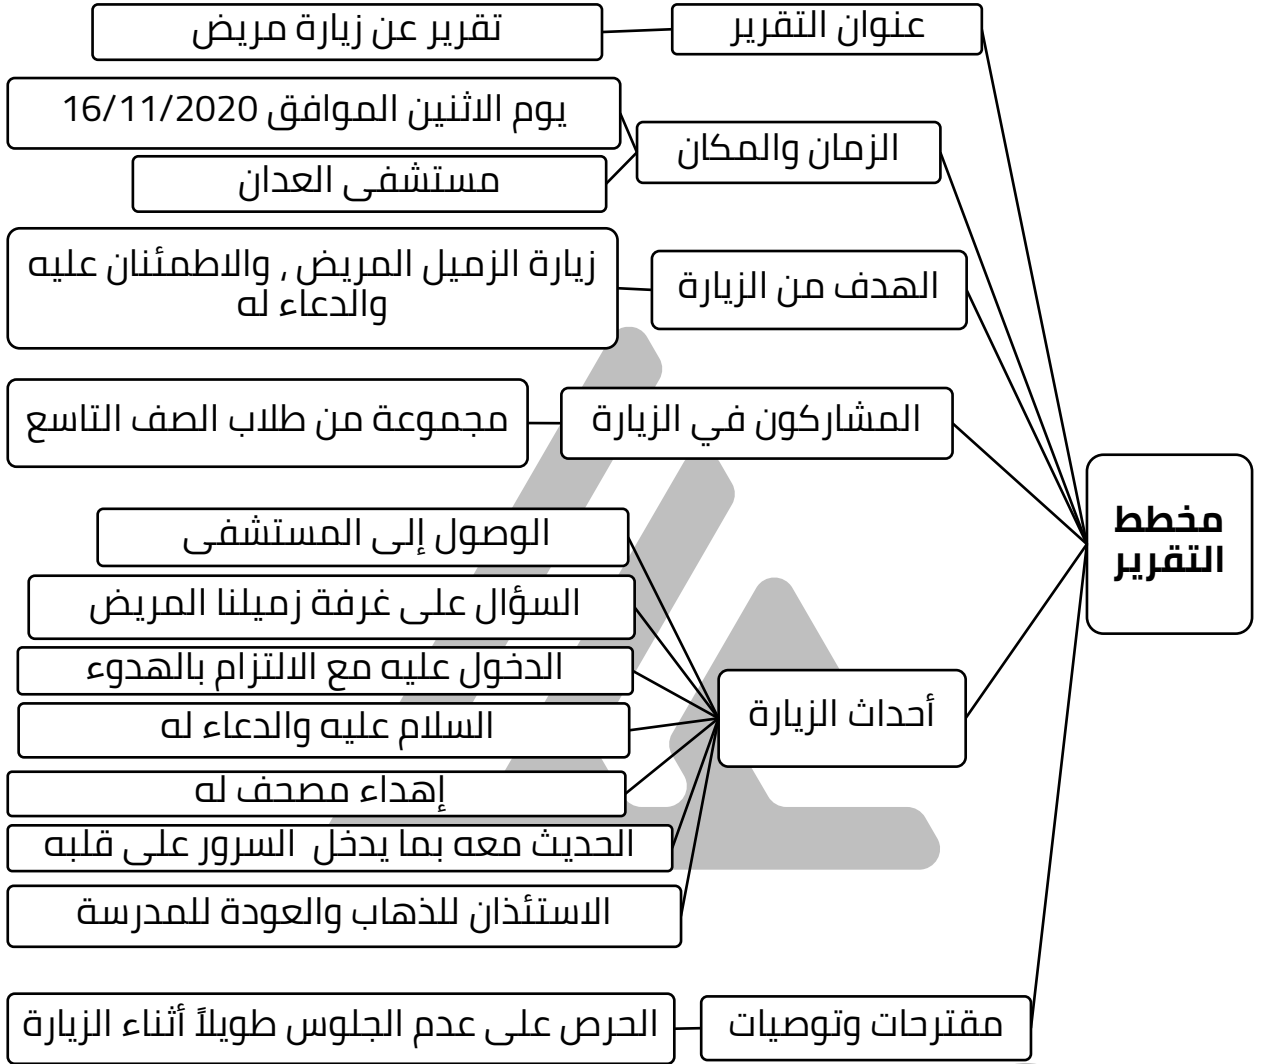 عنوان التقرير
تقرير عن زيارة مريض
الزمان والمكان
يوم الاثنين الموافق 16/11/2020
مستشفى العدان
الهدف من الزيارة
زيارة الزميل المريض , والاطمئنان عليه
والدعاء له
المشاركون في الزيارة
مجموعة من طلاب الصف التاسع
مخطط
التقرير
أحداث الزيارة
الوصول إلى المستشفى
السؤال على غرفة زميلنا المريض
الدخول عليه مع الالتزام بالهدوء
السلام عليه والدعاء له
إهداء مصحف له
الحديث معه بما يدخل السرور على قلبه
الاستئذان للذهاب والعودة للمدرسة
مقترحات وتوصيات
الحرص على عدم الجلوس طويلاً أثناء الزيارة